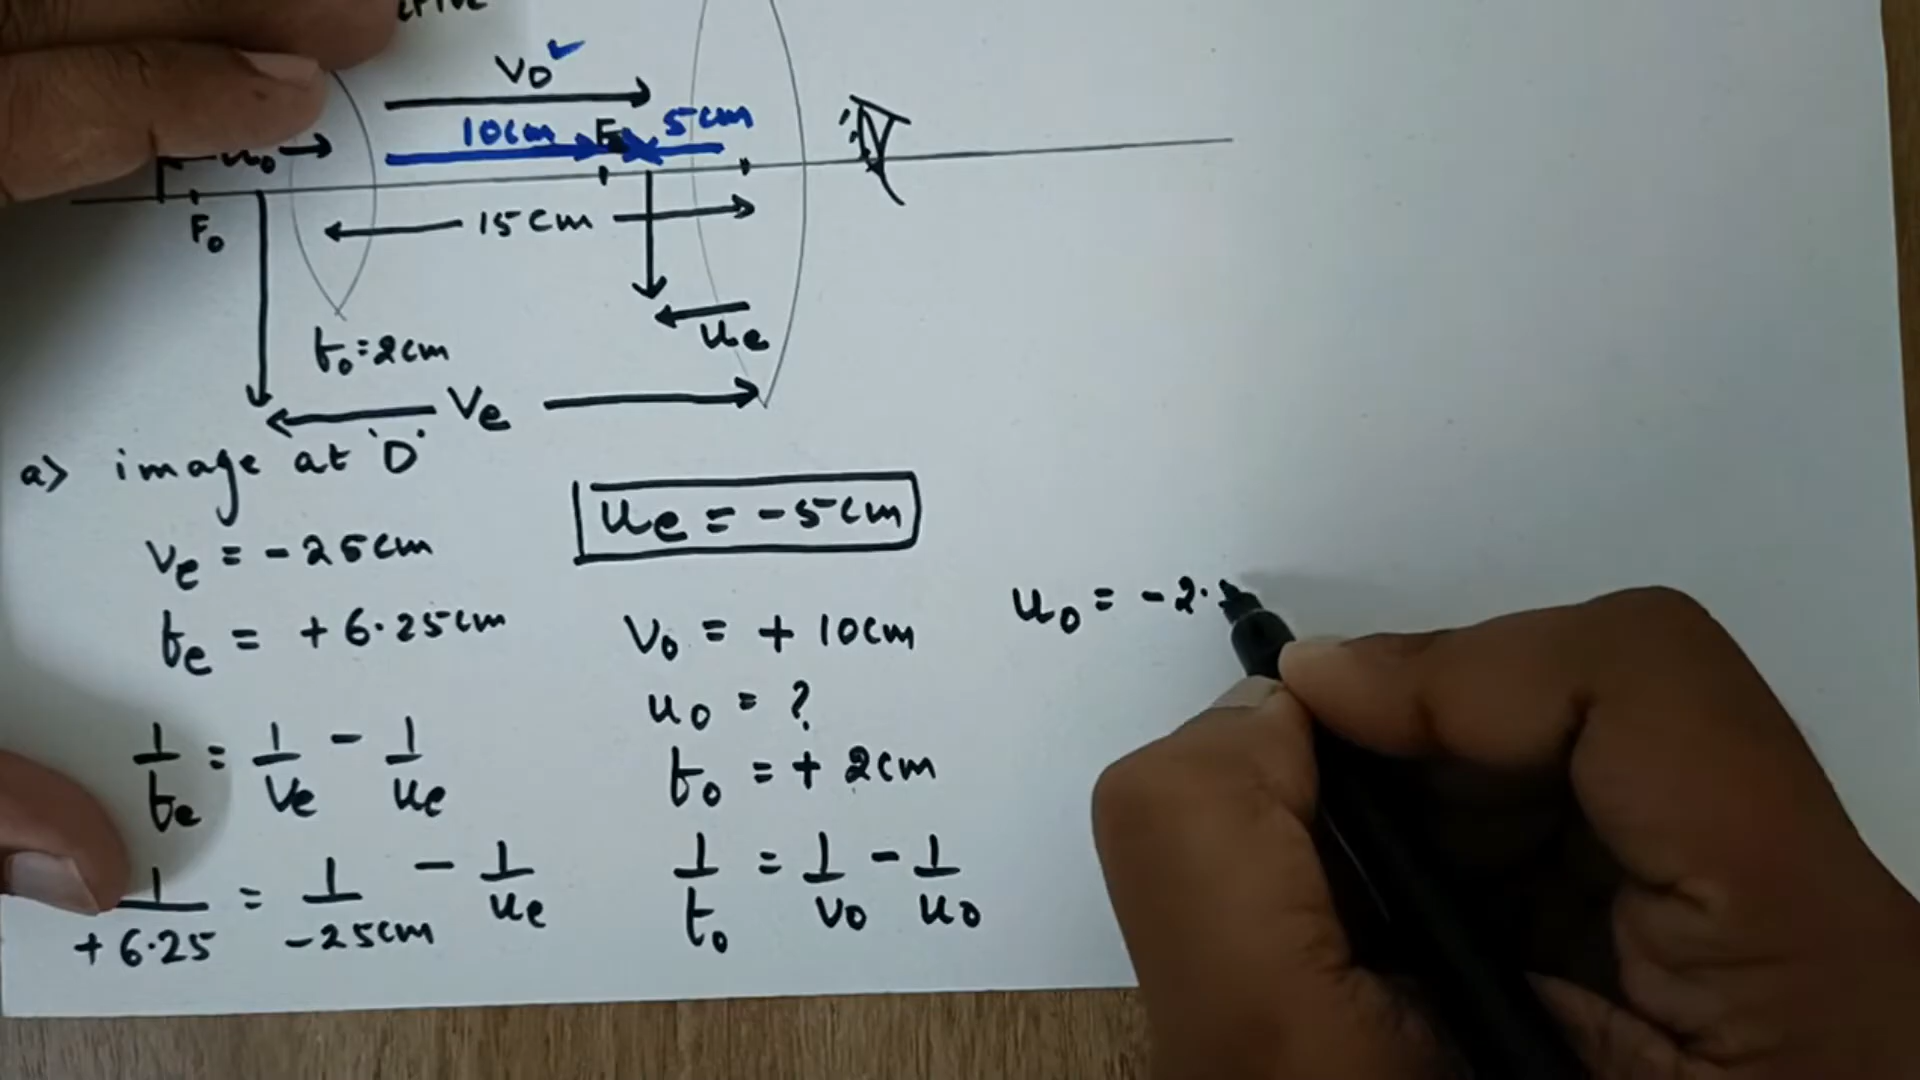 V₀ ✓
10cm
5cm
u₀
F₀
15cm
uₑ
f₀=2cm
Vₑ
a> image at 'D'
uₑ = -5cm
Vₑ = -25cm
u₀ = -2.
fₑ = +6.25cm
V₀ = +10cm
u₀ = ?
1/fₑ = 1/Vₑ - 1/uₑ
f₀ = +2cm
1/+6.25 = 1/-25cm - 1/uₑ
1/f₀ = 1/V₀ - 1/u₀